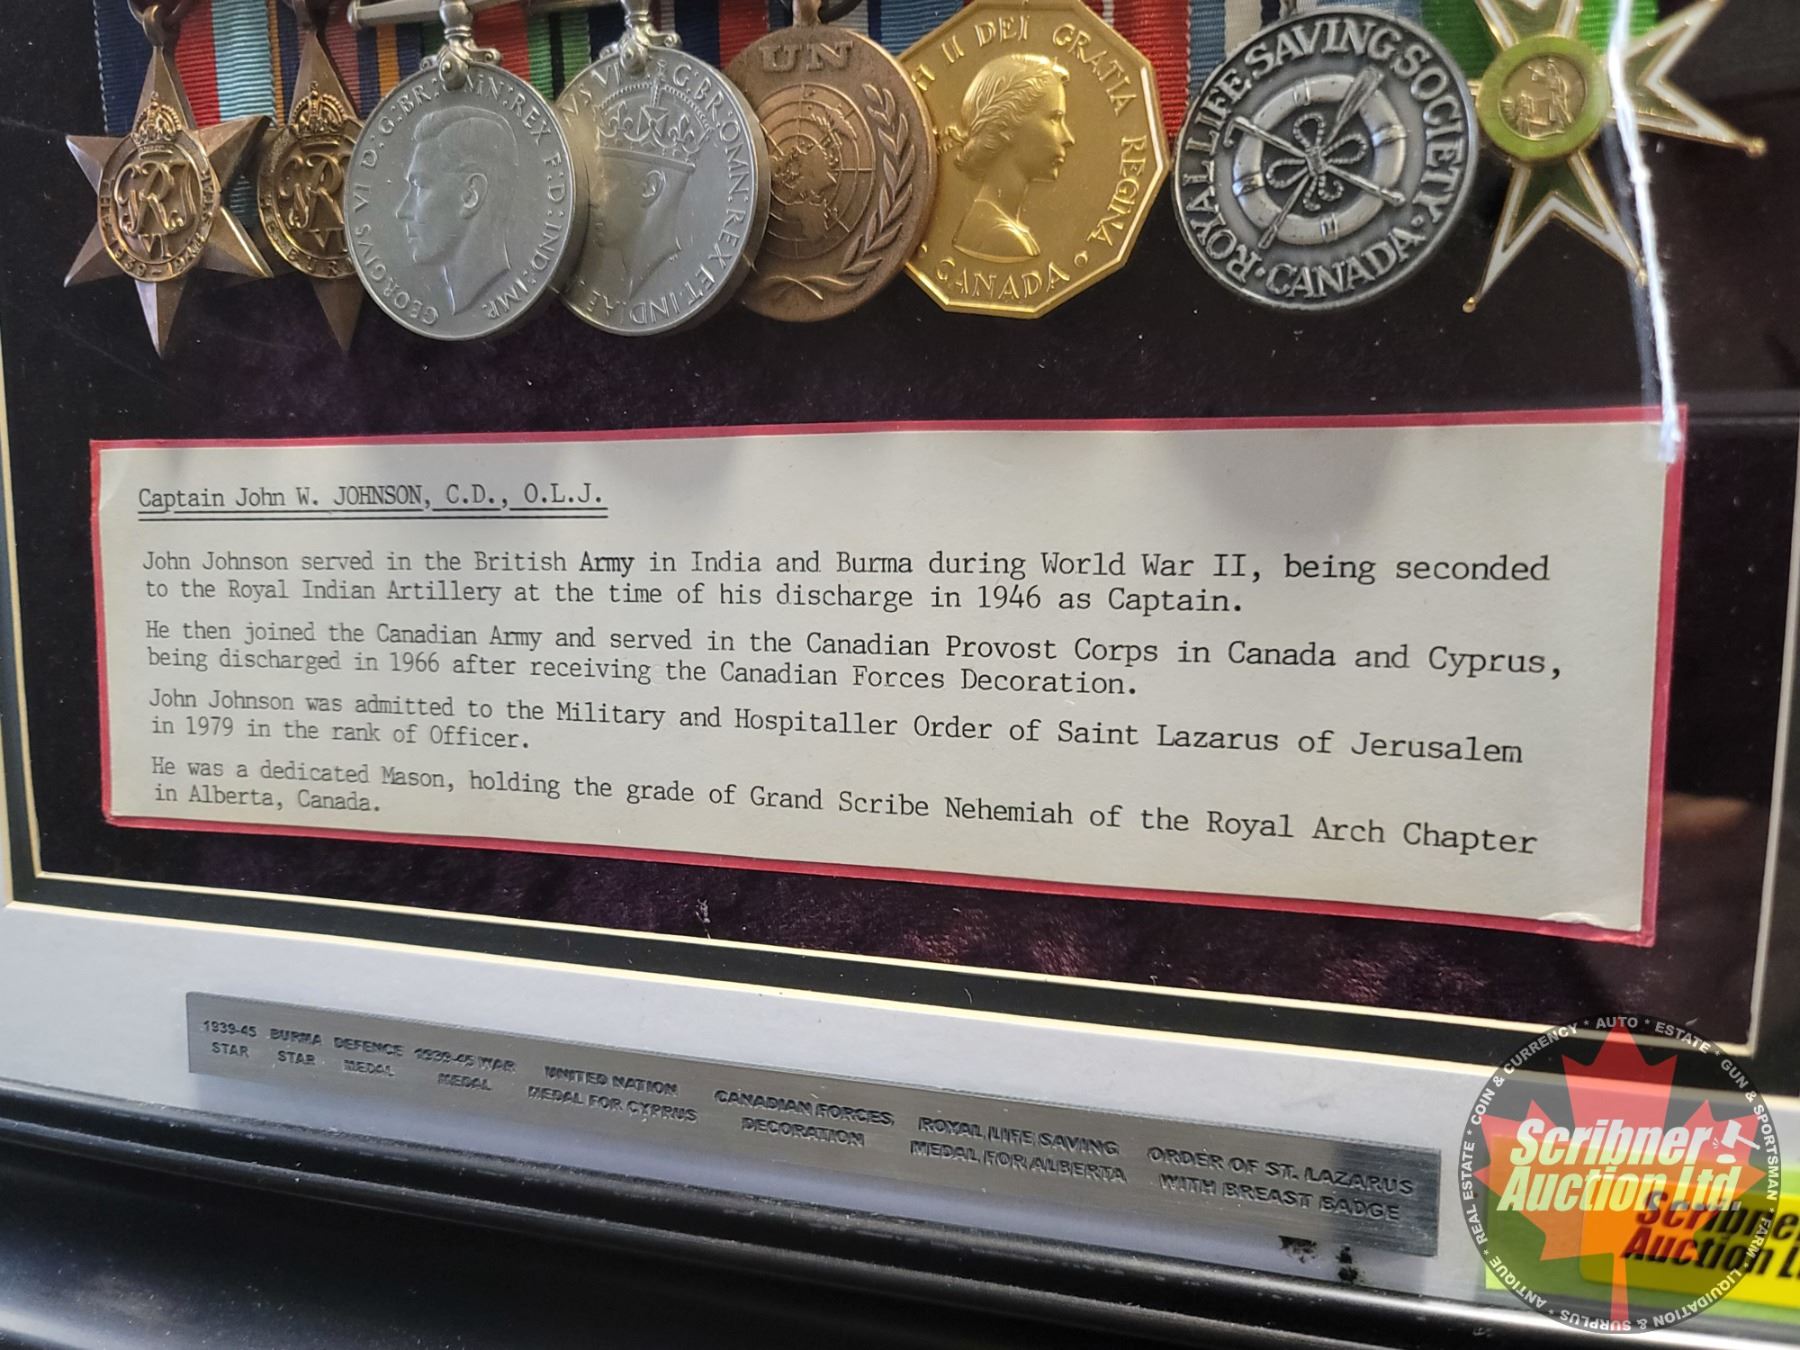 GEORGIVS VI D:G:BR:OMN:REX F:D:IND:IMP.
G:BR:OMN:REX ET INDIAE
UN
II DEI GRATIA REGINA
CANADA
ROYAL LIFE SAVING SOCIETY
CANADA
Captain John W. JOHNSON, C.D., O.L.J.
John Johnson served in the British Army in India and Burma during World War II, being seconded
to the Royal Indian Artillery at the time of his discharge in 1946 as Captain.
He then joined the Canadian Army and served in the Canadian Provost Corps in Canada and Cyprus,
being discharged in 1966 after receiving the Canadian Forces Decoration.
John Johnson was admitted to the Military and Hospitaller Order of Saint Lazarus of Jerusalem
in 1979 in the rank of Officer.
He was a dedicated Mason, holding the grade of Grand Scribe Nehemiah of the Royal Arch Chapter
in Alberta, Canada.
1939-45 STAR
BURMA STAR
DEFENCE MEDAL
1939-45 WAR MEDAL
UNITED NATION MEDAL FOR CYPRUS
CANADIAN FORCES DECORATION
ROYAL LIFE SAVING MEDAL FOR ALBERTA
ORDER OF ST. LAZARUS WITH BREAST BADGE
* AUTO * ESTATE * GUN & SPORTSMAN * FARM * LIQUIDATION & SURPLUS * ANTIQUE * REAL ESTATE * COIN & CURRENCY
Scribner
Auction Ltd.
Scribne
Auction L